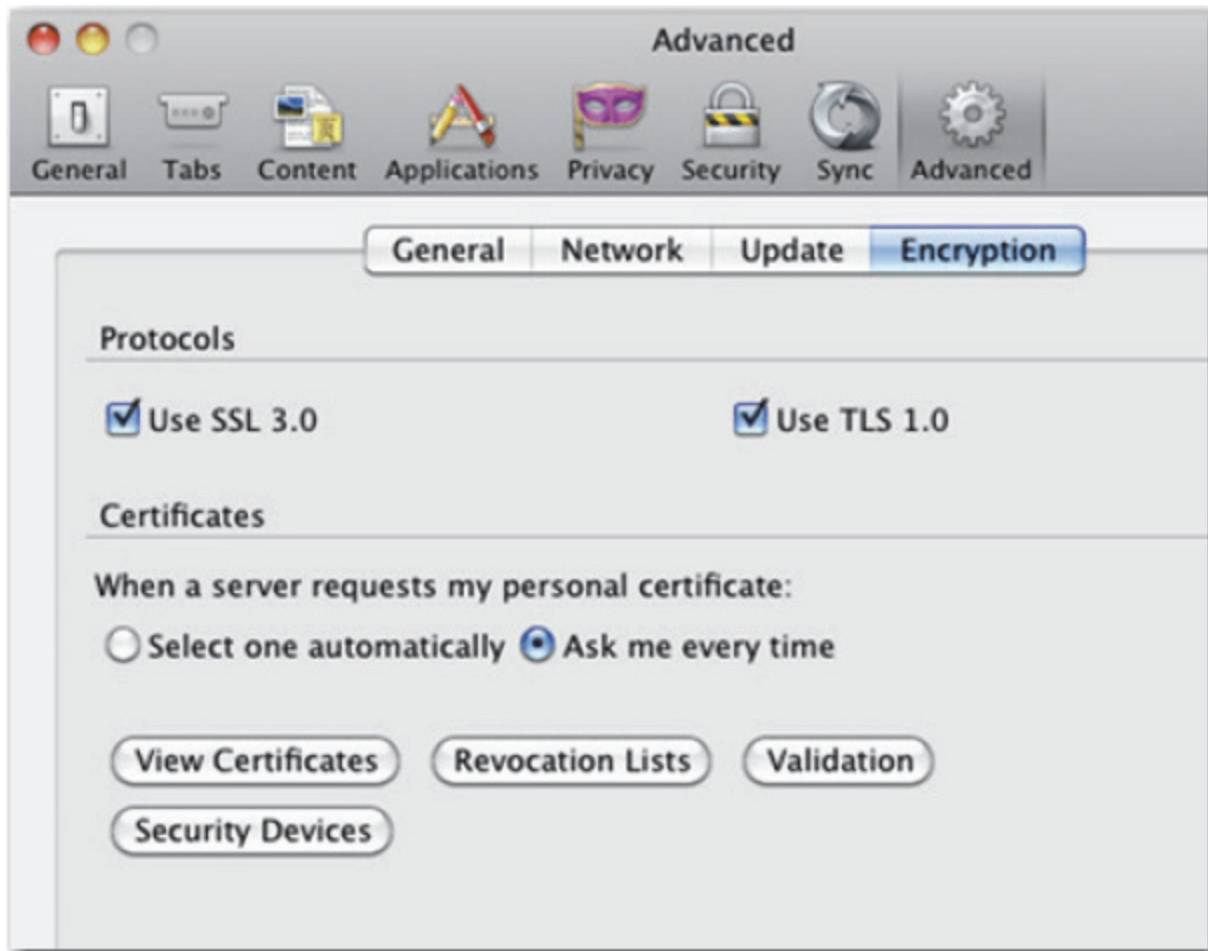 Advanced
General Tabs Content Applications Privacy Security Sync Advanced
General Network Update Encryption
Protocols
Use SSL 3.0 Use TLS 1.0
Certificates
When a server requests my personal certificate:
Select one automatically Ask me every time
View Certificates Revocation Lists Validation
Security Devices